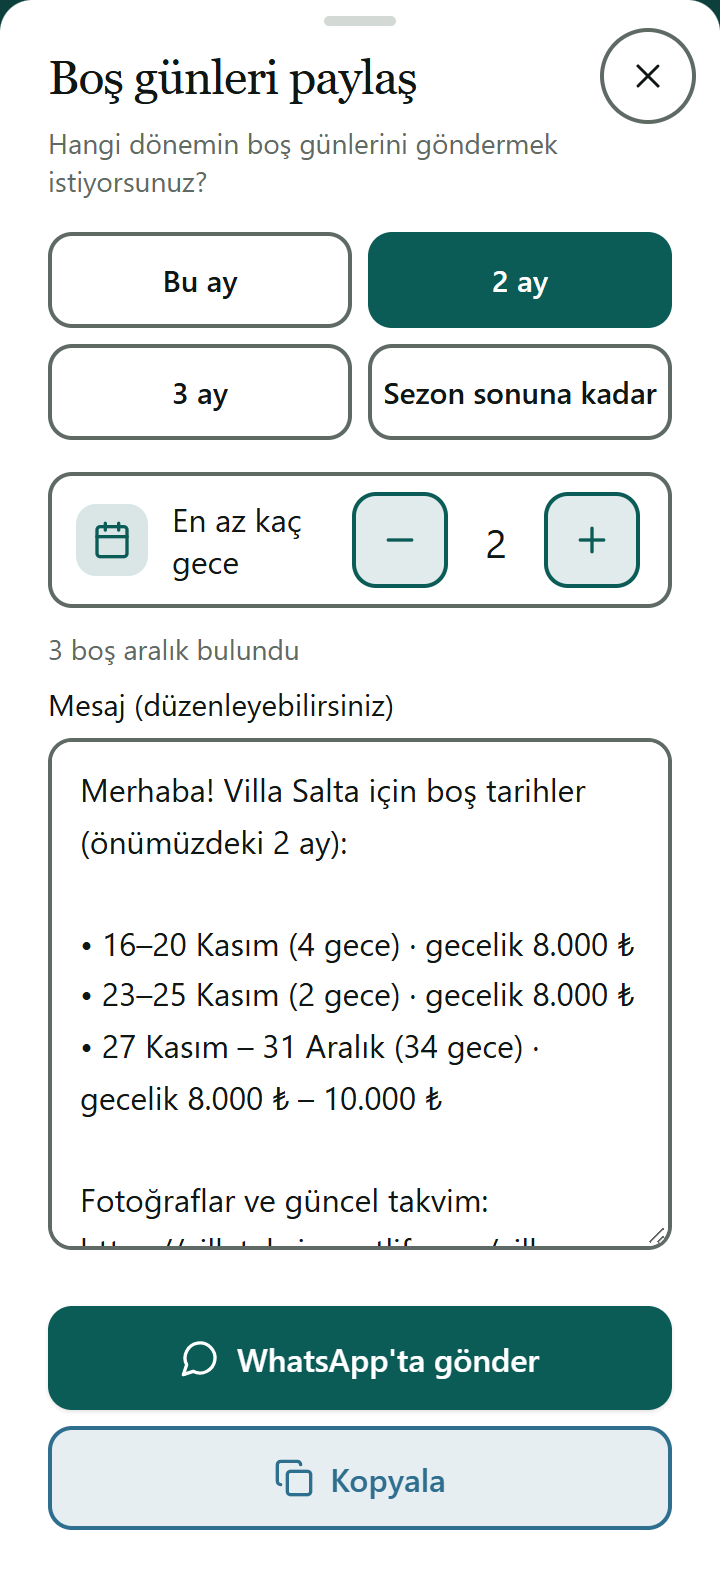 Boş günleri paylaş
Hangi dönemin boş günlerini göndermek
istiyorsunuz?
Bu ay
2 ay
3 ay
Sezon sonuna kadar
En az kaç
gece
2
3 boş aralık bulundu
Mesaj (düzenleyebilirsiniz)
Merhaba! Villa Salta için boş tarihler
(önümüzdeki 2 ay):
• 16–20 Kasım (4 gece) · gecelik 8.000 ₺
• 23–25 Kasım (2 gece) · gecelik 8.000 ₺
• 27 Kasım – 31 Aralık (34 gece) ·
gecelik 8.000 ₺ – 10.000 ₺
Fotoğraflar ve güncel takvim:
WhatsApp'ta gönder
Kopyala